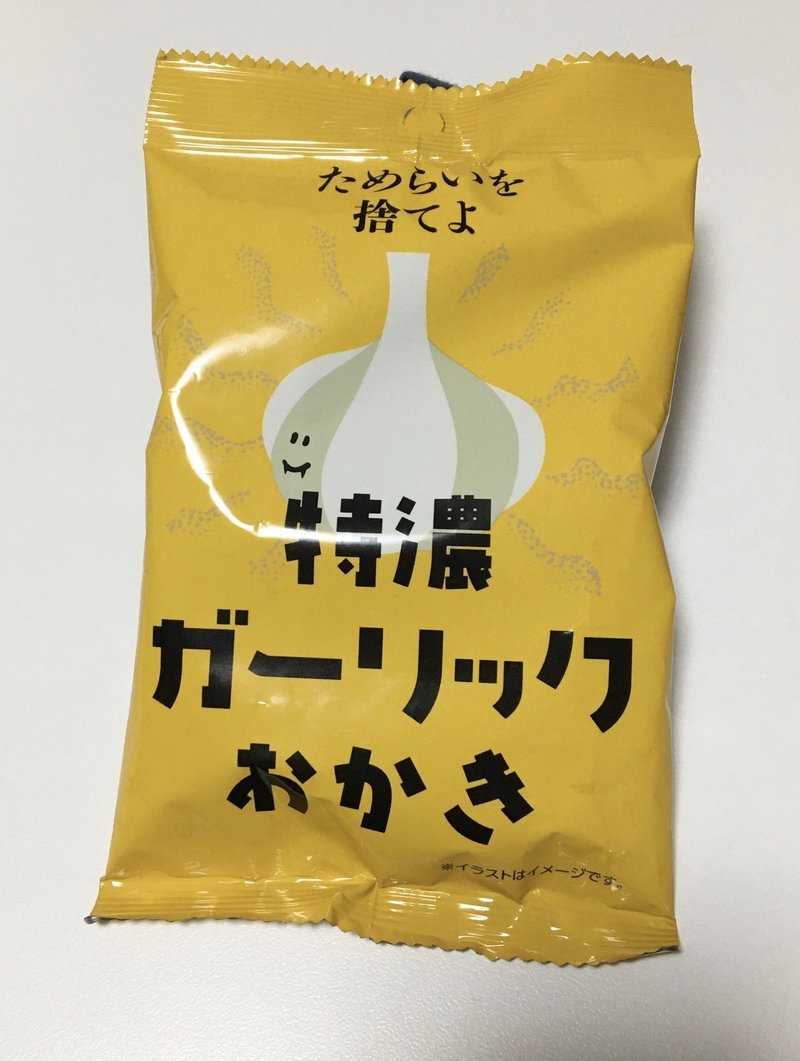 ためらいを
捨てよ
特濃
ガーリック
おかき
※イラストはイメージです。